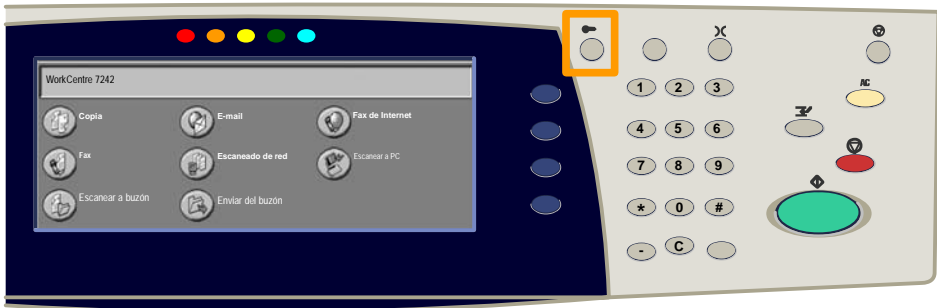 WorkCentre 7242
Copia
E-mail
Fax de Internet
Fax
Escaneado de red
Escanear a PC
Escanear a buzón
Enviar del buzón
1 2 3
AC
4 5 6
7 8 9
* 0 #
- C